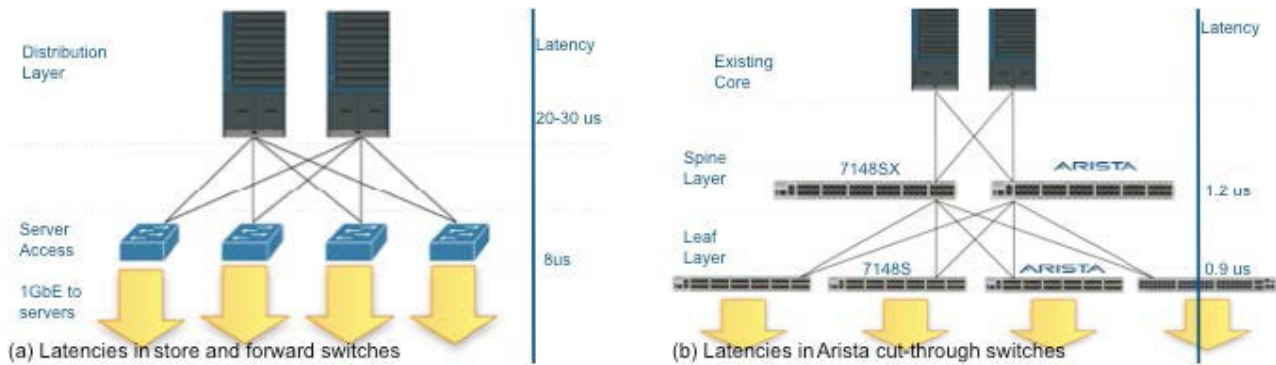 Distribution
Layer
Latency
20-30 us
Server
Access
8us
1GbE to
servers
(a) Latencies in store and forward switches
Latency
Existing
Core
Spine
Layer
7148SX
ARISTA
1.2 us
Leaf
Layer
7148S
ARISTA
0.9 us
(b) Latencies in Arista cut-through switches